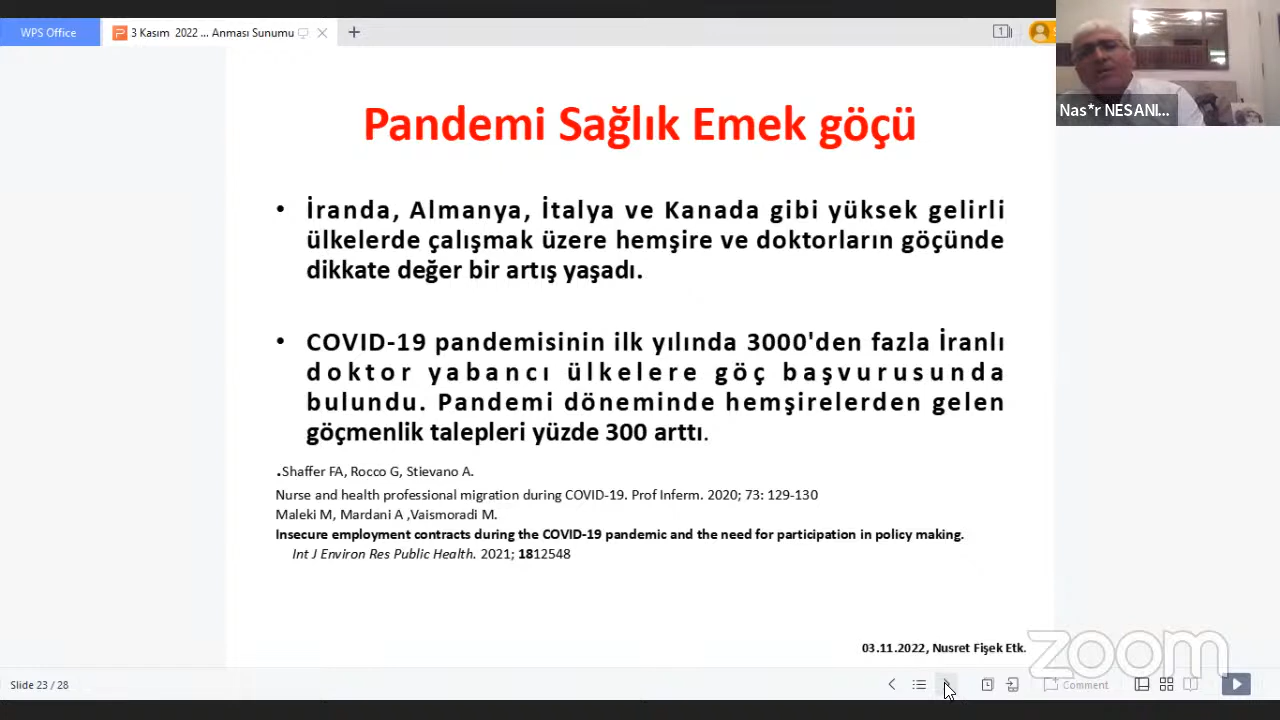 WPS Office
3 Kasım 2022 ... Anması Sunumu
1
Nas*r NESANI...
Pandemi Sağlık Emek göçü
• İranda, Almanya, İtalya ve Kanada gibi yüksek gelirli
ülkelerde çalışmak üzere hemşire ve doktorların göçünde
dikkate değer bir artış yaşadı.
• COVID-19 pandemisinin ilk yılında 3000'den fazla İranlı
doktor yabancı ülkelere göç başvurusunda
bulundu. Pandemi döneminde hemşirelerden gelen
göçmenlik talepleri yüzde 300 arttı.
.Shaffer FA, Rocco G, Stievano A.
Nurse and health professional migration during COVID-19. Prof Inferm. 2020; 73: 129-130
Maleki M, Mardani A ,Vaismoradi M.
Insecure employment contracts during the COVID-19 pandemic and the need for participation in policy making.
Int J Environ Res Public Health. 2021; 1812548
03.11.2022, Nusret Fişek Etk.
zoom
Slide 23 / 28
Comment